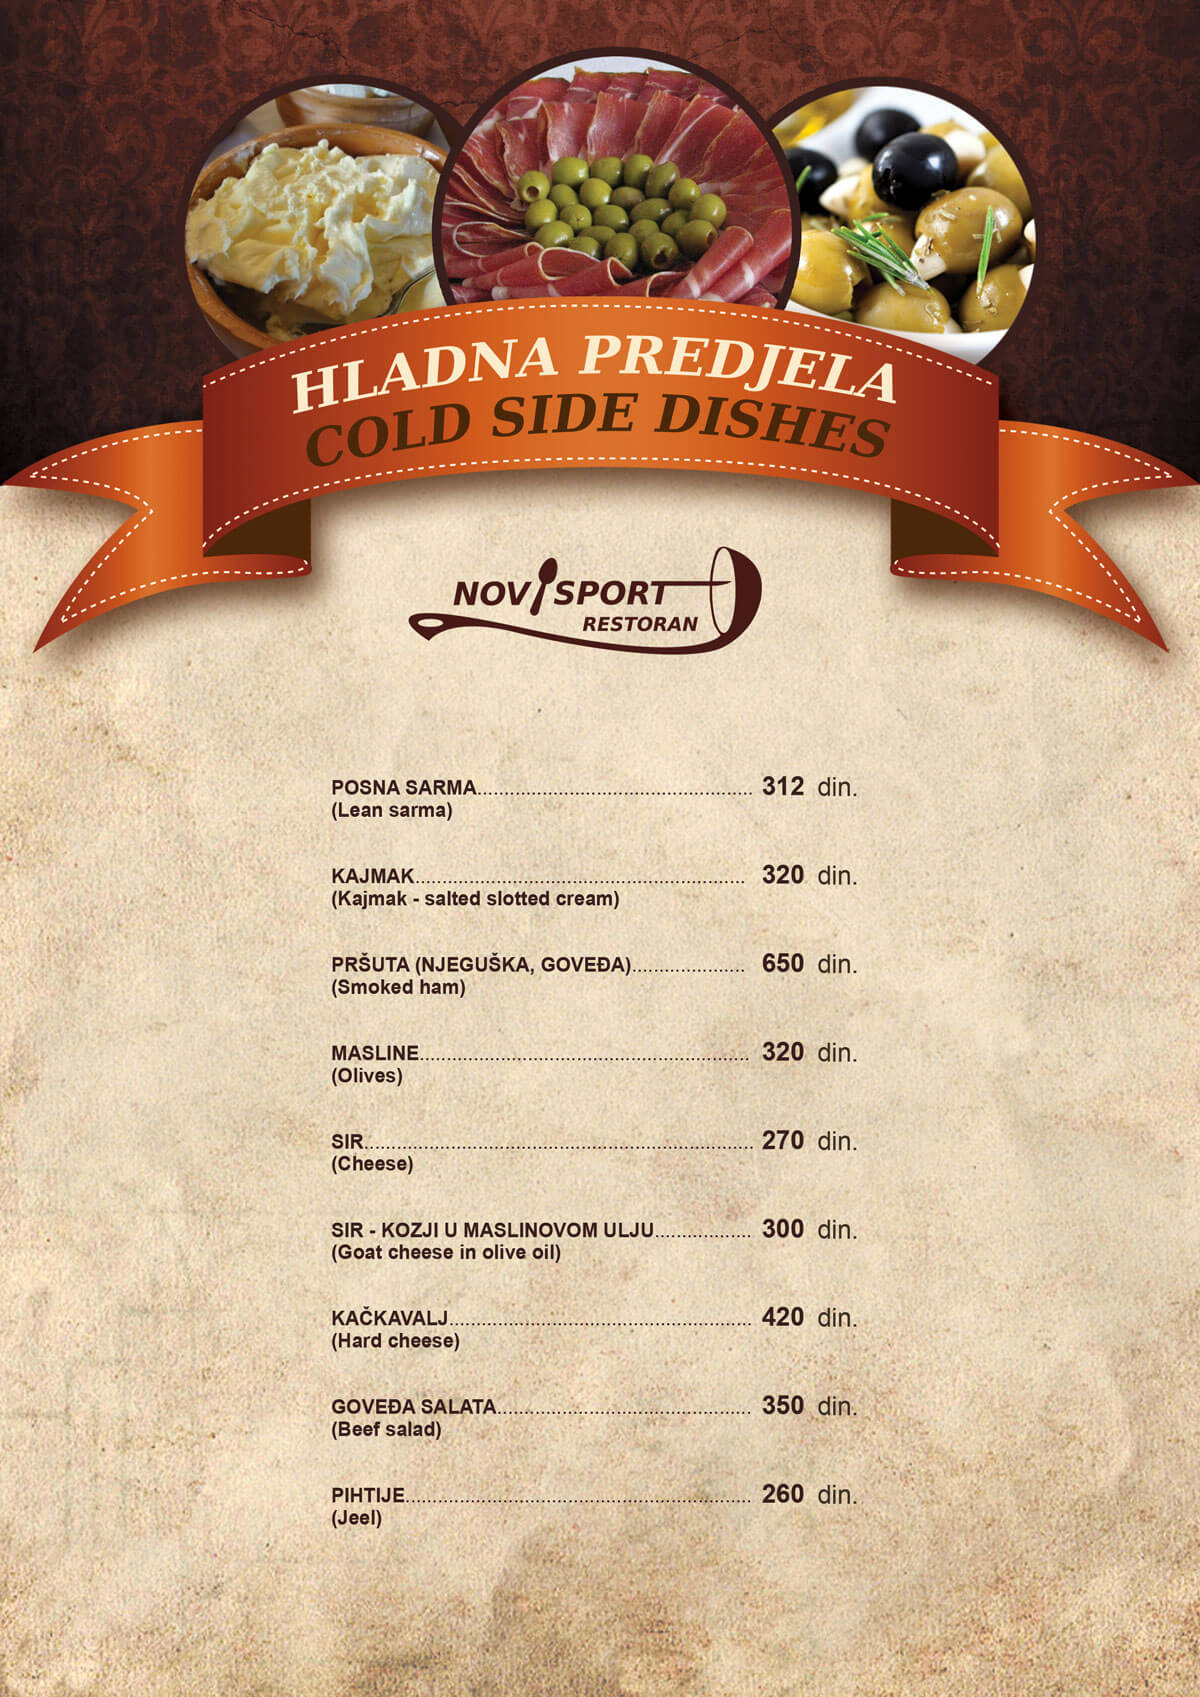 HLADNA PREDJELA
COLD SIDE DISHES
NOVI SPORT
RESTORAN
POSNA SARMA.................................................. 312 din.
(Lean sarma)
KAJMAK............................................................ 320 din.
(Kajmak - salted slotted cream)
PRŠUTA (NJEGUŠKA, GOVEĐA)..................... 650 din.
(Smoked ham)
MASLINE............................................................ 320 din.
(Olives)
SIR....................................................................... 270 din.
(Cheese)
SIR - KOZJI U MASLINOVOM ULJU.................. 300 din.
(Goat cheese in olive oil)
KAČKAVALJ....................................................... 420 din.
(Hard cheese)
GOVEĐA SALATA.............................................. 350 din.
(Beef salad)
PIHTIJE............................................................... 260 din.
(Jeel)